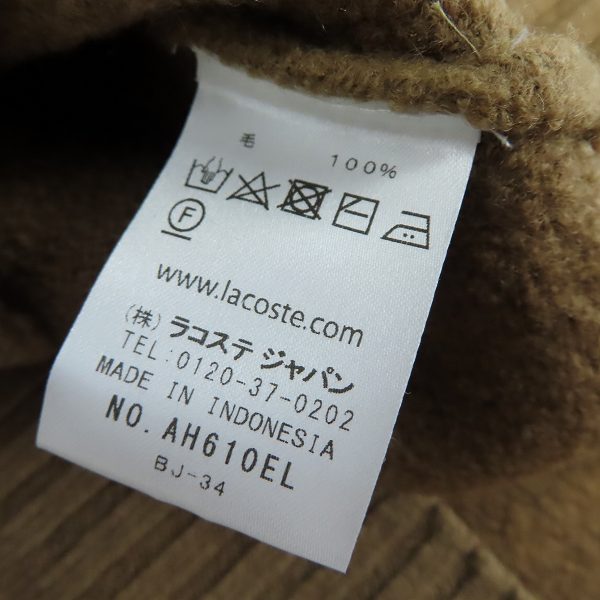 毛 100%
F
www.lacoste.com
(株) ラコステ ジャパン
TEL:0120-37-0202
MADE IN INDONESIA
NO. AH610EL
BJ-34